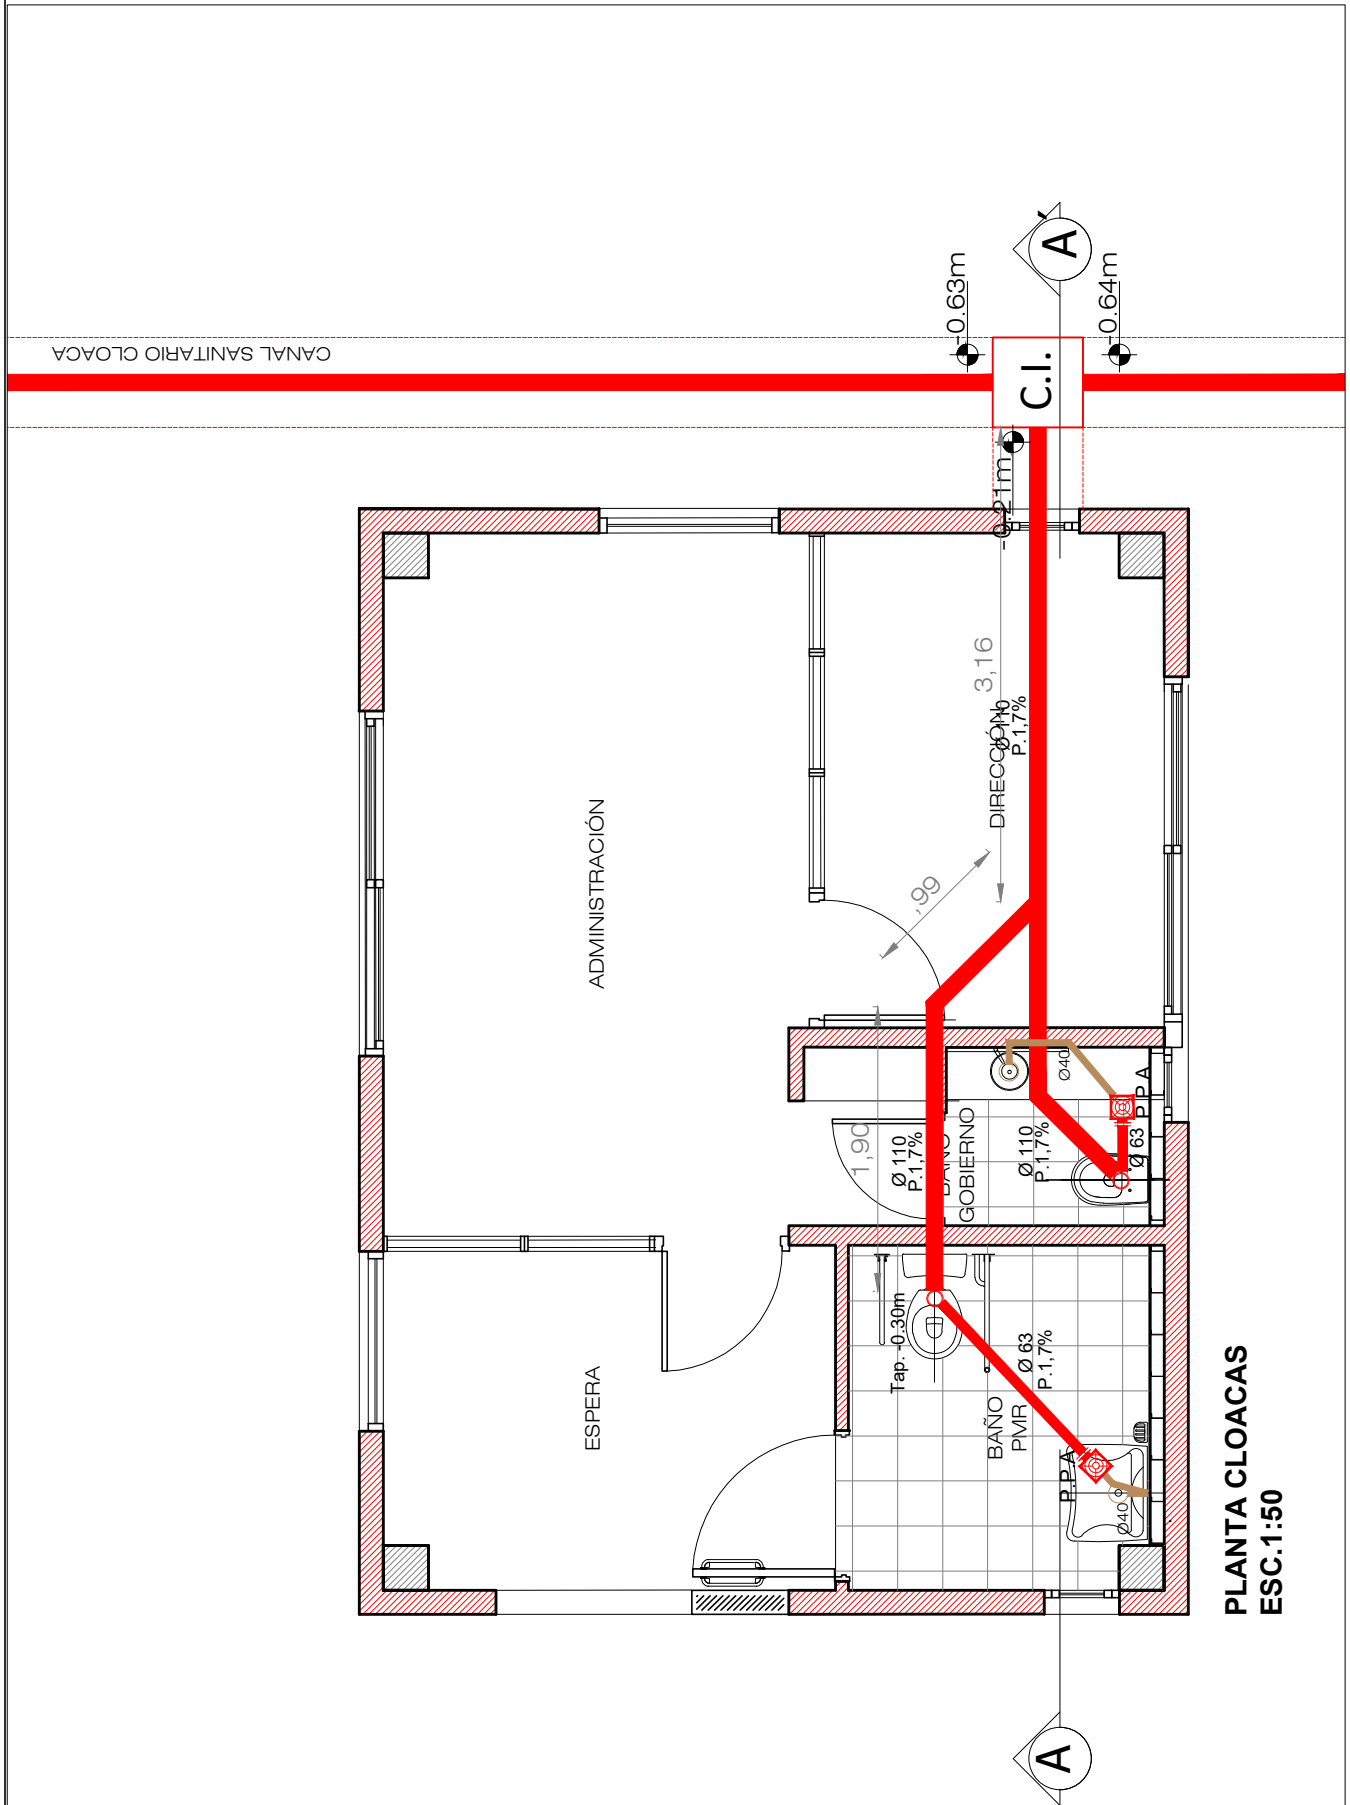 CANAL SANITARIO CLOACA
-0.63m
A
-0.64m
C.I.
-0.21m
3,16
DIRECCIÓN
Ø 110
P.1,7%
,99
ADMINISTRACIÓN
1,90
Ø 110
P.1,7%
BAÑO
GOBIERNO
Ø40
P.P.A
Ø 110
P.1,7%
Ø 63
Tap. -0.30m
Ø 63
P.1,7%
ESPERA
BAÑO
PMR
P.P.A
Ø40
A
PLANTA CLOACAS
ESC.1:50